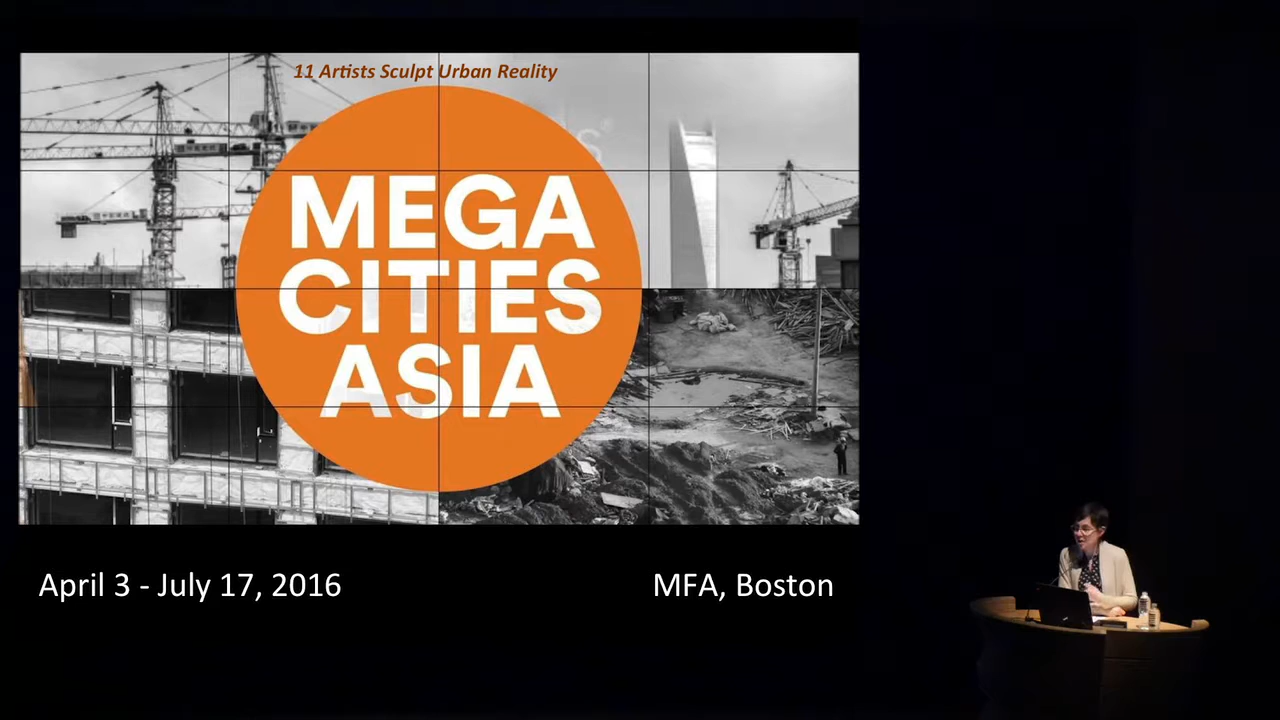 11 Artists Sculpt Urban Reality
MEGA
CITIES
ASIA
April 3 - July 17, 2016
MFA, Boston